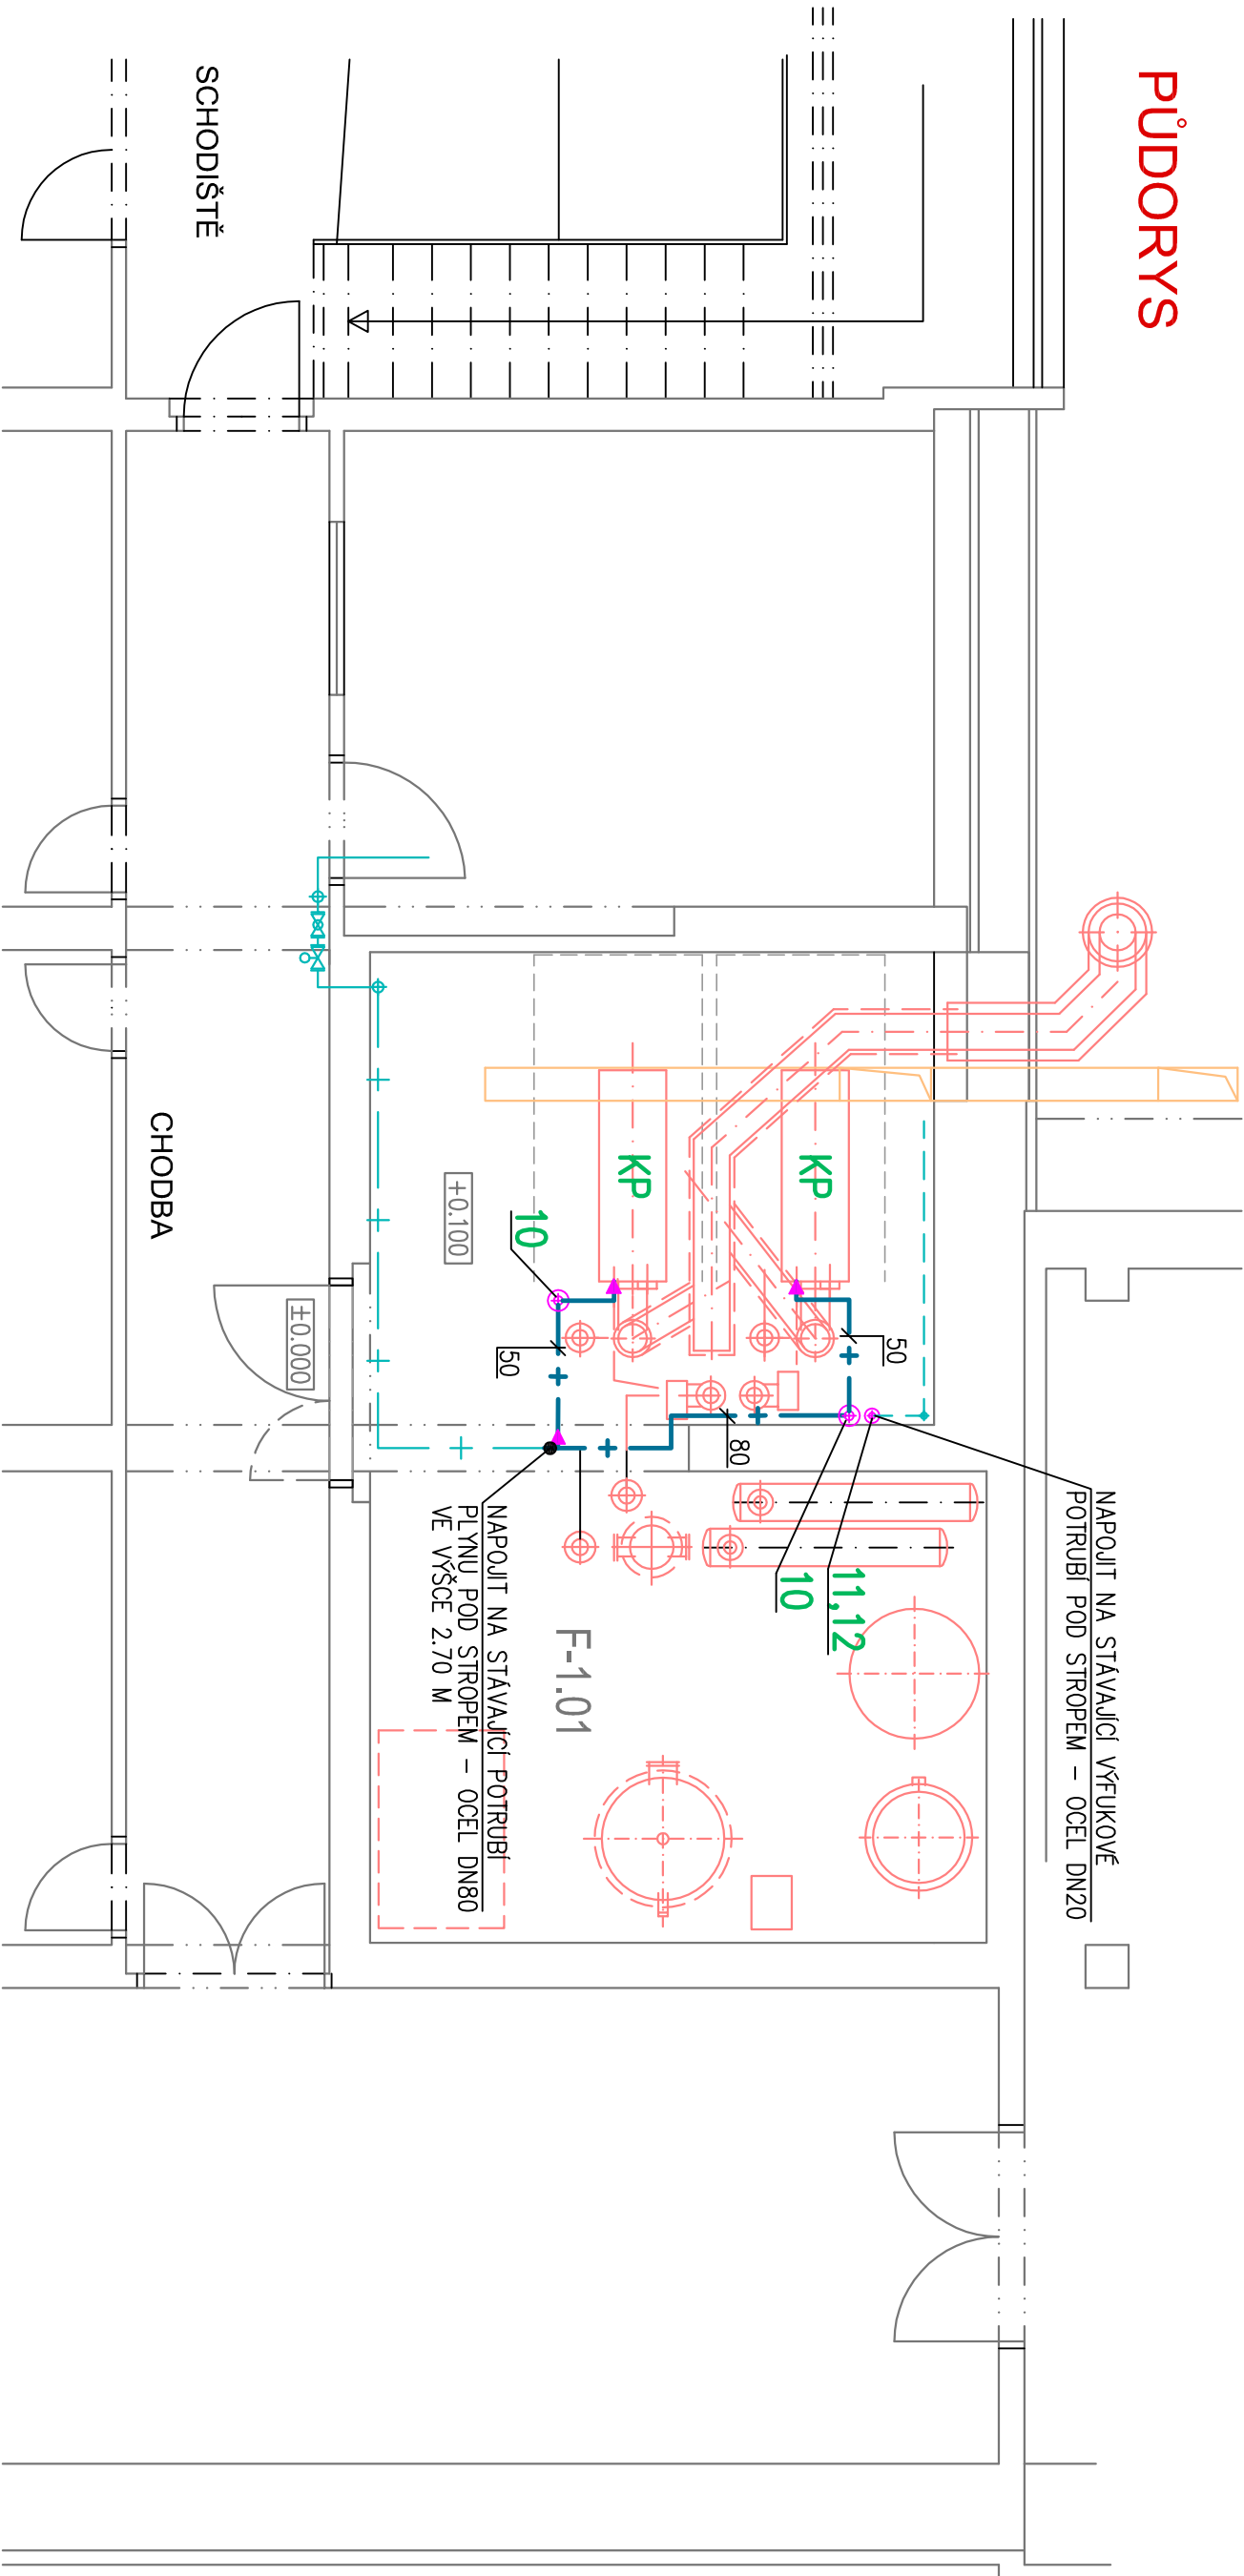 PŮDORYS
SCHODIŠTĚ
CHODBA
KP
KP
10
+0.100
±0.000
50
50
80
NAPOJIT NA STÁVAJÍCÍ VÝFUKOVÉ
POTRUBÍ POD STROPEM – OCEL DN20
11,12
10
F-1.01
NAPOJIT NA STÁVAJÍCÍ POTRUBÍ
PLYNU POD STROPEM – OCEL DN80
VE VÝŠCE 2.70 M